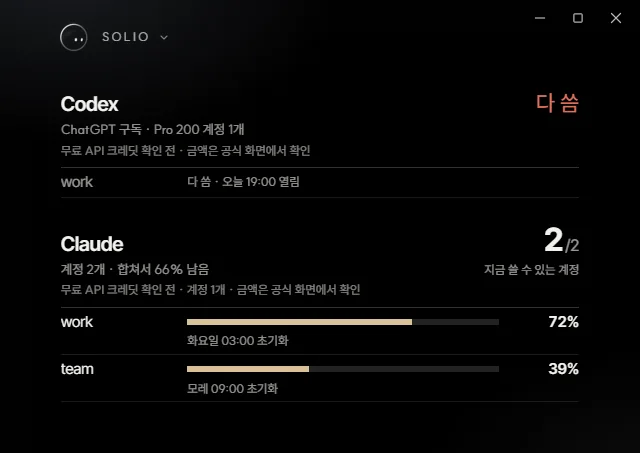 SOLIO
Codex
다 씀
ChatGPT 구독 · Pro 200 계정 1개
무료 API 크레딧 확인 전 · 금액은 공식 화면에서 확인
work
다 씀 · 오늘 19:00 열림
Claude
2/2
계정 2개 · 합쳐서 66% 남음
지금 쓸 수 있는 계정
무료 API 크레딧 확인 전 · 계정 1개 · 금액은 공식 화면에서 확인
work
72%
화요일 03:00 초기화
team
39%
모레 09:00 초기화